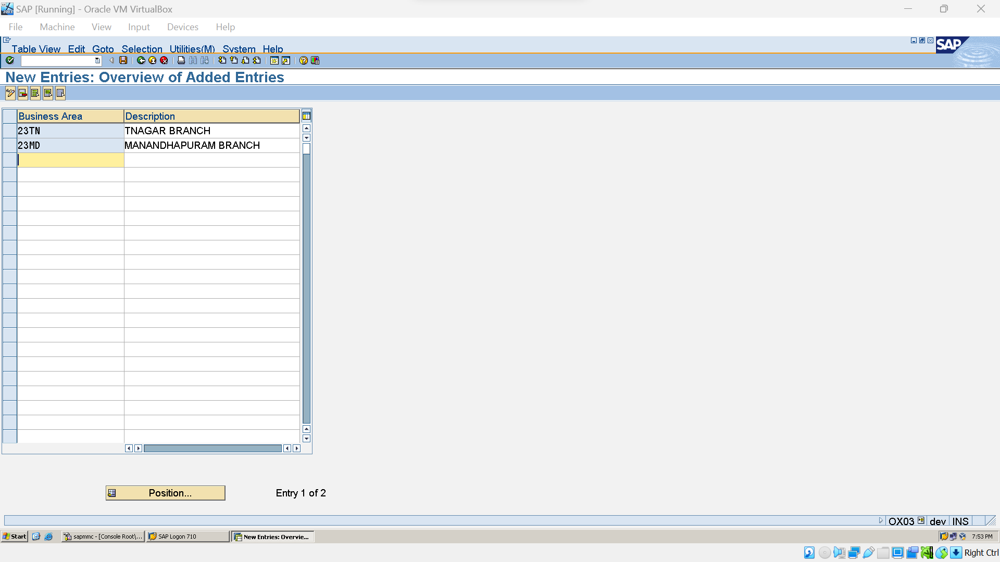 SAP [Running] - Oracle VM VirtualBox
File Machine View Input Devices Help
Table View Edit Goto Selection Utilities(M) System Help
SAP
New Entries: Overview of Added Entries
Business Area Description
23TN TNAGAR BRANCH
23MD MANANDHAPURAM BRANCH
Position... Entry 1 of 2
OX03 dev INS
Start sapmmc - [Console Root\... SAP Logon 710 New Entries: Overvie... 7:53 PM
Right Ctrl